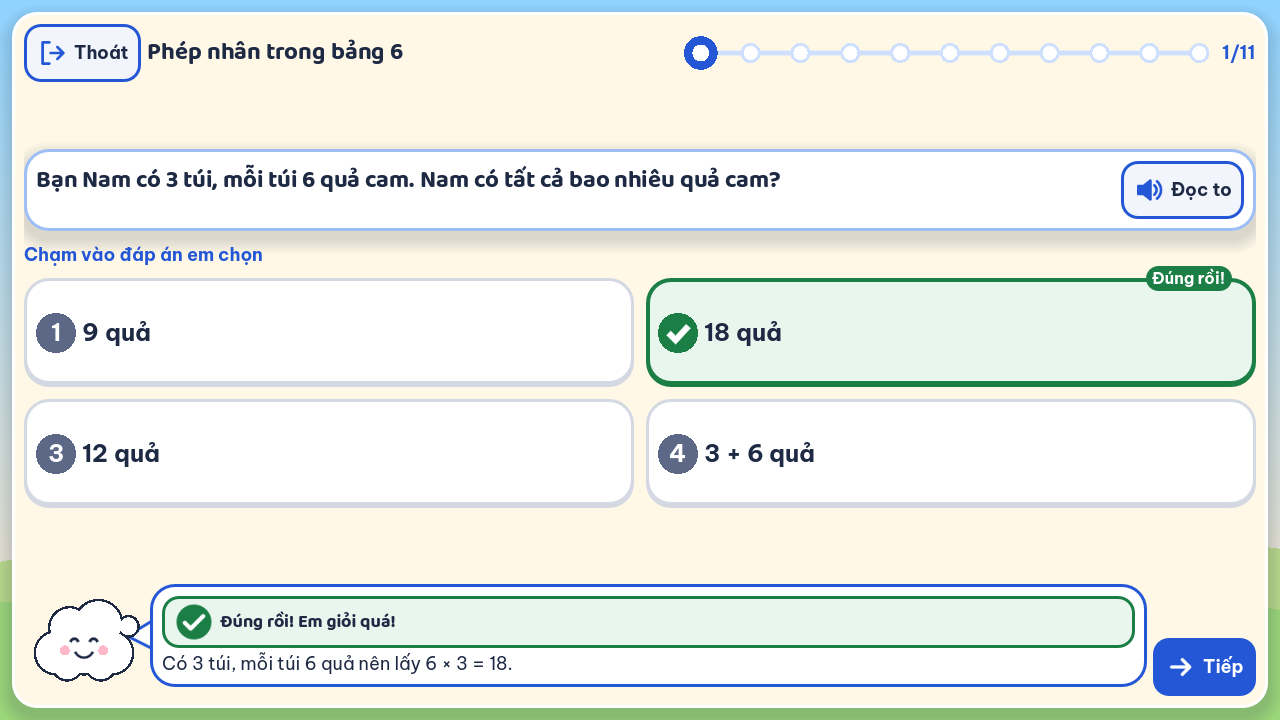 Thoát
Phép nhân trong bảng 6
1/11
Bạn Nam có 3 túi, mỗi túi 6 quả cam. Nam có tất cả bao nhiêu quả cam?
Đọc to
Chạm vào đáp án em chọn
1 9 quả
Đúng rồi!
18 quả
3 12 quả
4 3 + 6 quả
Đúng rồi! Em giỏi quá!
Có 3 túi, mỗi túi 6 quả nên lấy 6 × 3 = 18.
Tiếp